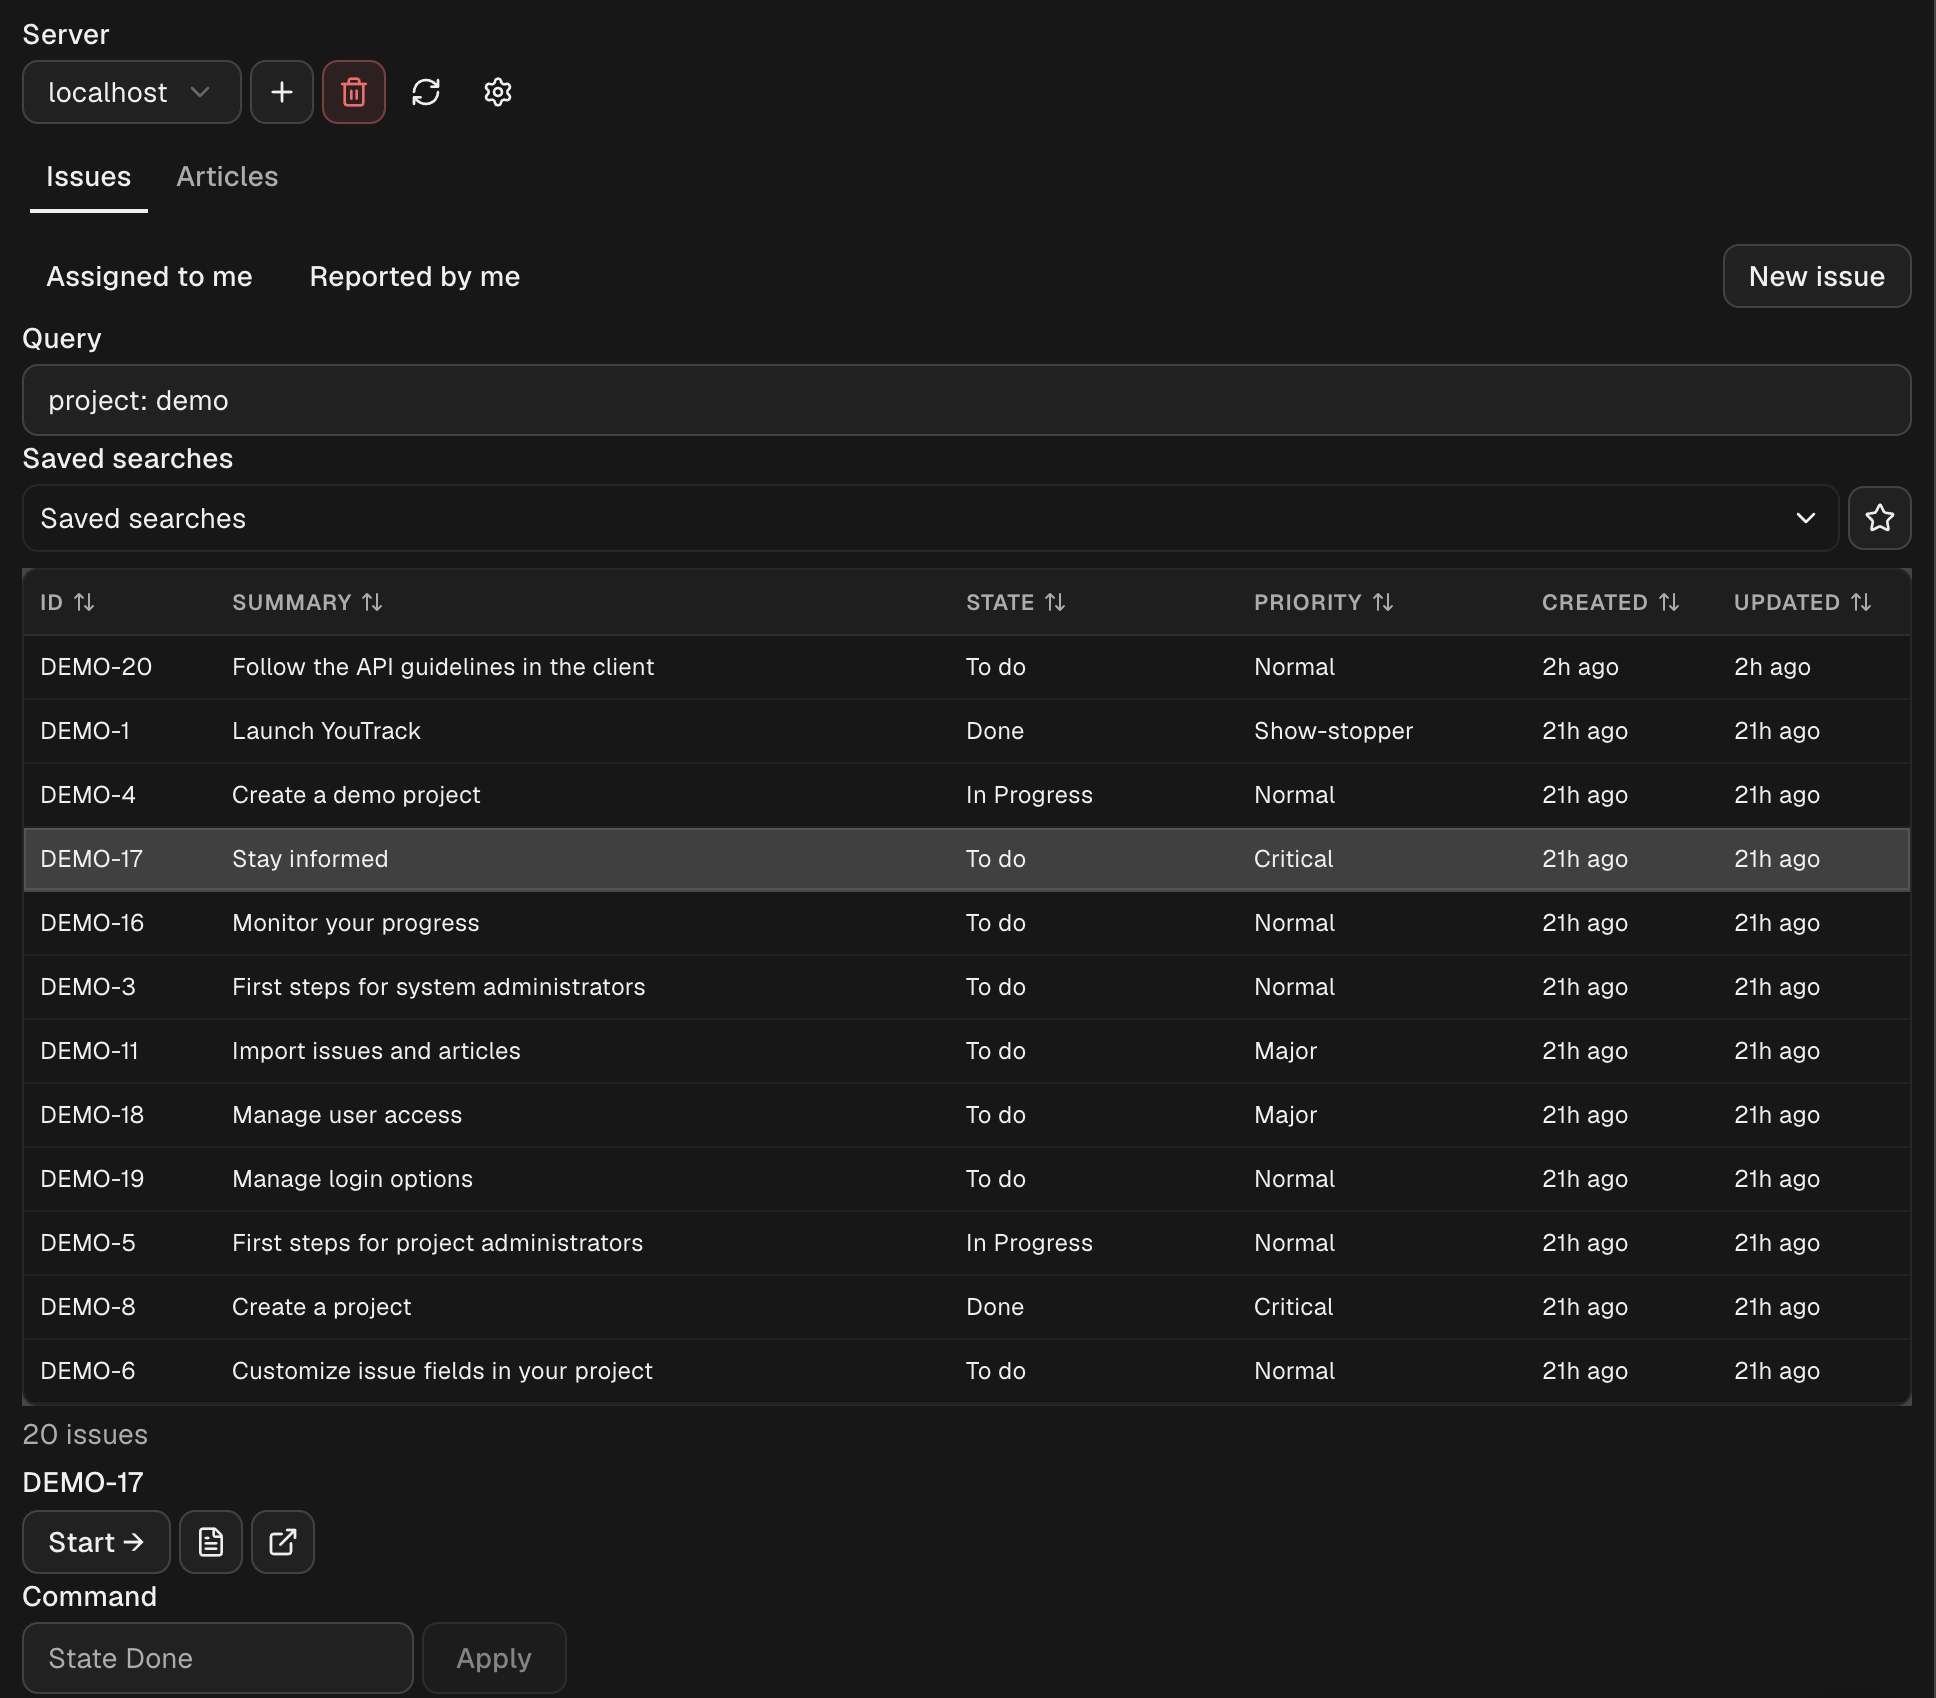 Server
localhost
Issues Articles
Assigned to me Reported by me New issue
Query
project: demo
Saved searches
Saved searches
ID SUMMARY STATE PRIORITY CREATED UPDATED
DEMO-20 Follow the API guidelines in the client To do Normal 2h ago 2h ago
DEMO-1 Launch YouTrack Done Show-stopper 21h ago 21h ago
DEMO-4 Create a demo project In Progress Normal 21h ago 21h ago
DEMO-17 Stay informed To do Critical 21h ago 21h ago
DEMO-16 Monitor your progress To do Normal 21h ago 21h ago
DEMO-3 First steps for system administrators To do Normal 21h ago 21h ago
DEMO-11 Import issues and articles To do Major 21h ago 21h ago
DEMO-18 Manage user access To do Major 21h ago 21h ago
DEMO-19 Manage login options To do Normal 21h ago 21h ago
DEMO-5 First steps for project administrators In Progress Normal 21h ago 21h ago
DEMO-8 Create a project Done Critical 21h ago 21h ago
DEMO-6 Customize issue fields in your project To do Normal 21h ago 21h ago
20 issues
DEMO-17
Start →
Command
State Done Apply